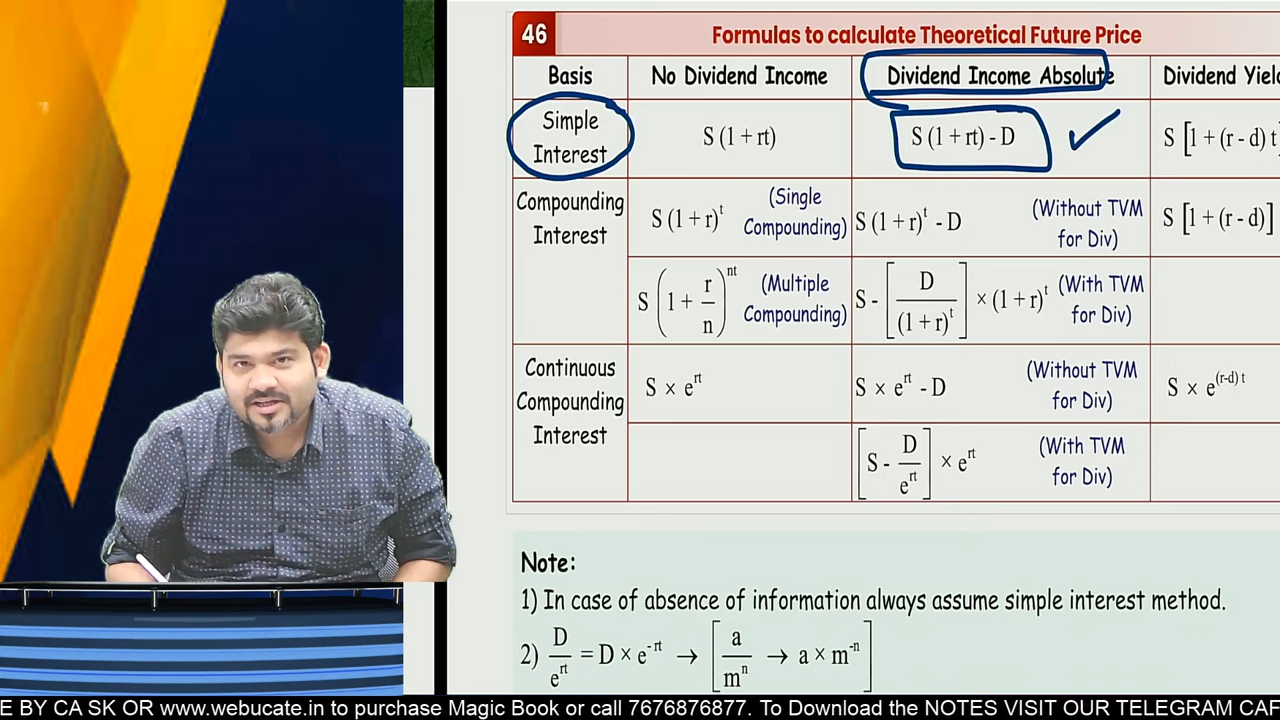 46 Formulas to calculate Theoretical Future Price
Basis No Dividend Income Dividend Income Absolute Dividend Yield
Simple Interest S (1 + rt) S (1 + rt) - D S [1 + (r - d) t]
Compounding Interest S (1 + r)^t (Single Compounding) S (1 + r)^t - D (Without TVM for Div) S [1 + (r - d)]
S (1 + r/n)^nt (Multiple Compounding) S - [D/(1 + r)^t] × (1 + r)^t (With TVM for Div)
Continuous Compounding Interest S × e^rt S × e^rt - D (Without TVM for Div) S × e^(r-d) t
[S - D/e^rt] × e^rt (With TVM for Div)
Note:
1) In case of absence of information always assume simple interest method.
2) D/e^rt = D × e^-rt → [a/m^n → a × m^-n]
E BY CA SK OR www.webucate.in to purchase Magic Book or call 7676876877. To Download the NOTES VISIT OUR TELEGRAM CAF